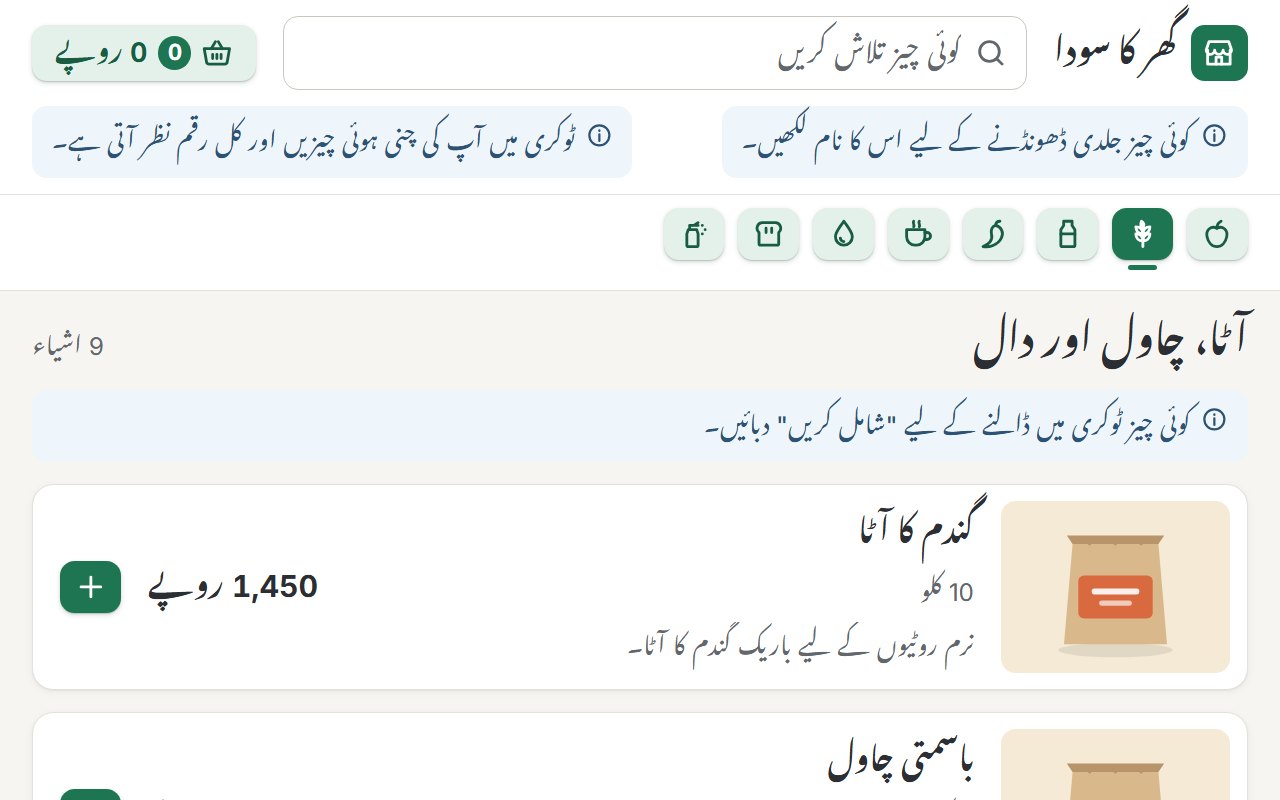 گھر کا سودا
کوئی چیز تلاش کریں
0 0 روپے
کوئی چیز جلدی ڈھونڈنے کے لیے اس کا نام لکھیں۔
ٹوکری میں آپ کی چنی ہوئی چیزیں اور کل رقم نظر آتی ہے۔
آٹا، چاول اور دال
9 اشیاء
کوئی چیز ٹوکری میں ڈالنے کے لیے "شامل کریں" دبائیں۔
گندم کا آٹا
10 کلو
نرم روٹیوں کے لیے باریک گندم کا آٹا۔
1,450 روپے
باسمتی چاول